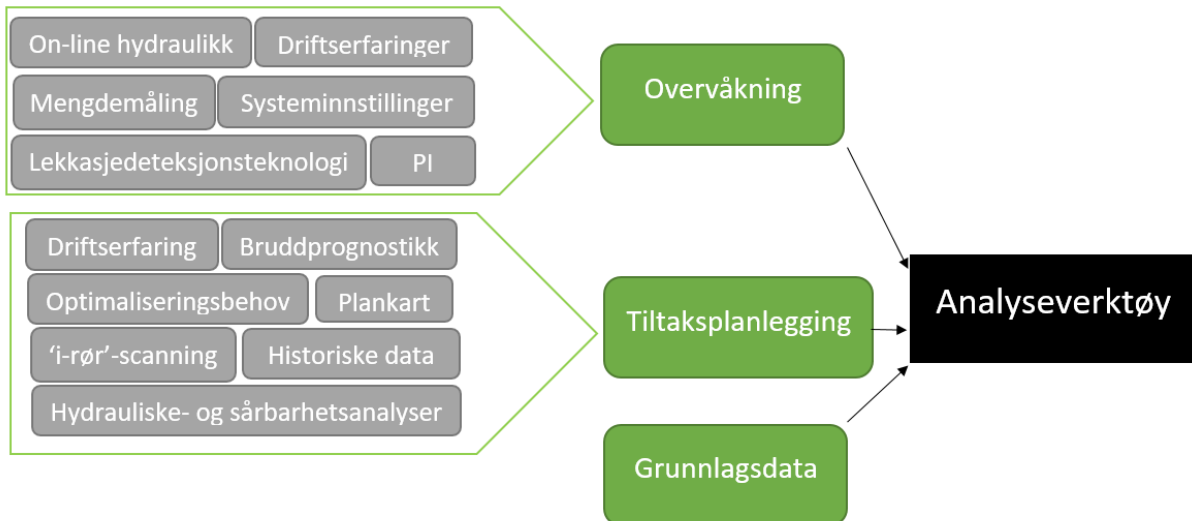 On-line hydraulikk
Driftserfaringer
Mengdemåling
Systeminnstillinger
Lekkasjedeteksjonsteknologi
PI
Overvåkning
Driftserfaring
Bruddprognostikk
Optimaliseringsbehov
Plankart
‘i-rør’-scanning
Historiske data
Hydrauliske- og sårbarhetsanalyser
Tiltaksplanlegging
Grunnlagsdata
Analyseverktøy